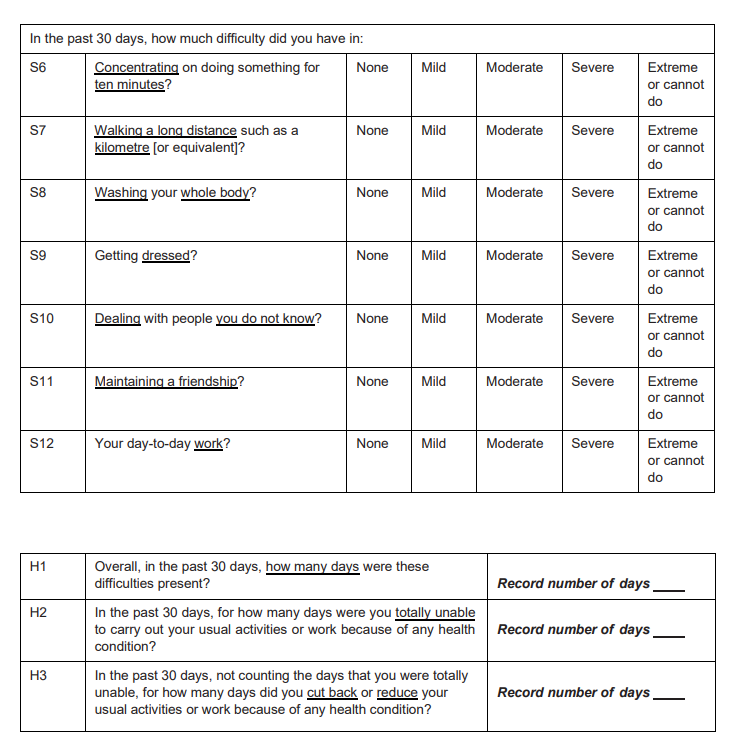 In the past 30 days, how much difficulty did you have in:
S6 Concentrating on doing something for None Mild Moderate Severe Extreme
ten minutes? or cannot
do
S7 Walking a long distance such as a None Mild Moderate Severe Extreme
kilometre [or equivalent]? or cannot
do
S8 Washing your whole body? None Mild Moderate Severe Extreme
or cannot
do
S9 Getting dressed? None Mild Moderate Severe Extreme
or cannot
do
S10 Dealing with people you do not know? None Mild Moderate Severe Extreme
or cannot
do
S11 Maintaining a friendship? None Mild Moderate Severe Extreme
or cannot
do
S12 Your day-to-day work? None Mild Moderate Severe Extreme
or cannot
do
H1 Overall, in the past 30 days, how many days were these
difficulties present? Record number of days ____
H2 In the past 30 days, for how many days were you totally unable
to carry out your usual activities or work because of any health Record number of days ____
condition?
H3 In the past 30 days, not counting the days that you were totally
unable, for how many days did you cut back or reduce your Record number of days ____
usual activities or work because of any health condition?